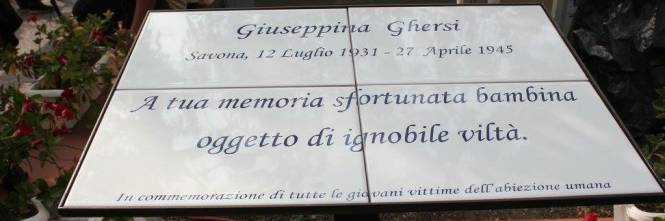 Giuseppina Ghersi
Savona, 12 Luglio 1931 - 27 Aprile 1945
A tua memoria sfortunata bambina
oggetto di ignobile viltà.
In commemorazione di tutte le giovani vittime dell'abiezione umana